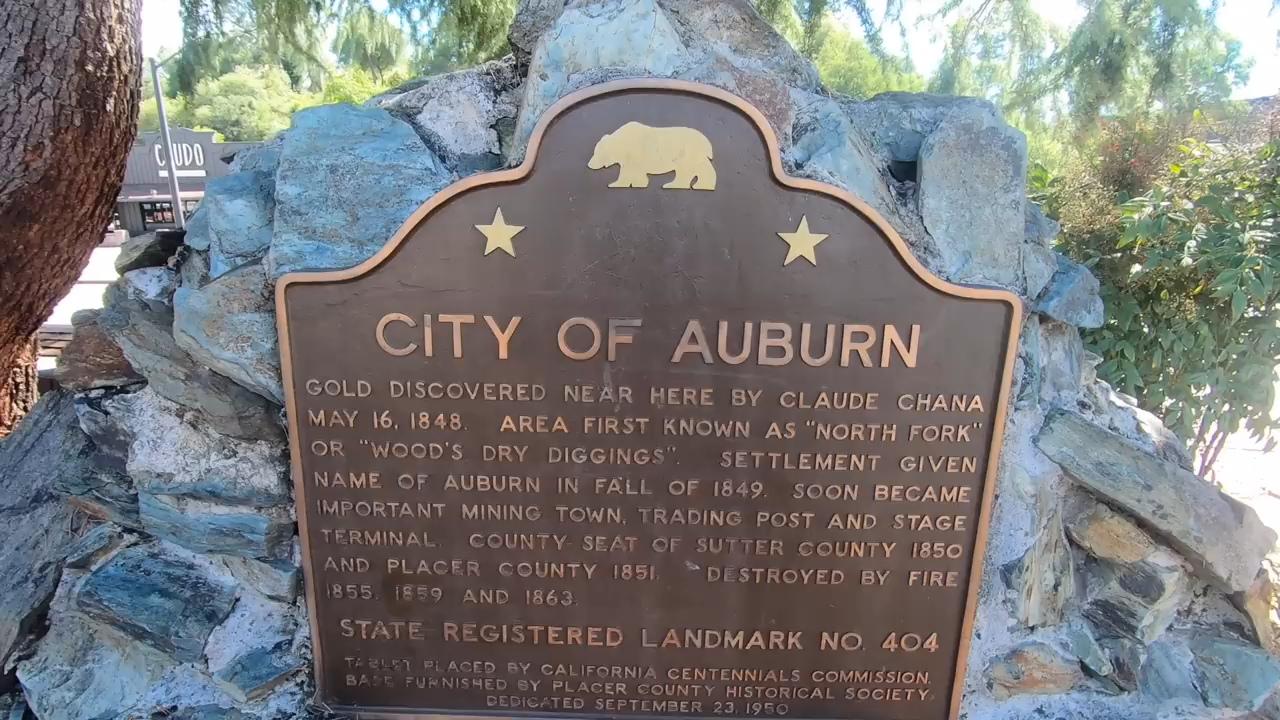 CITY OF AUBURN
GOLD DISCOVERED NEAR HERE BY CLAUDE CHANA
MAY 16, 1848. AREA FIRST KNOWN AS "NORTH FORK"
OR "WOOD'S DRY DIGGINGS". SETTLEMENT GIVEN
NAME OF AUBURN IN FALL OF 1849. SOON BECAME
IMPORTANT MINING TOWN, TRADING POST AND STAGE
TERMINAL. COUNTY SEAT OF SUTTER COUNTY 1850
AND PLACER COUNTY 1851. DESTROYED BY FIRE
1855, 1859 AND 1863.
STATE REGISTERED LANDMARK NO. 404
TABLET PLACED BY CALIFORNIA CENTENNIALS COMMISSION.
BASE FURNISHED BY PLACER COUNTY HISTORICAL SOCIETY.
DEDICATED SEPTEMBER 23, 1950